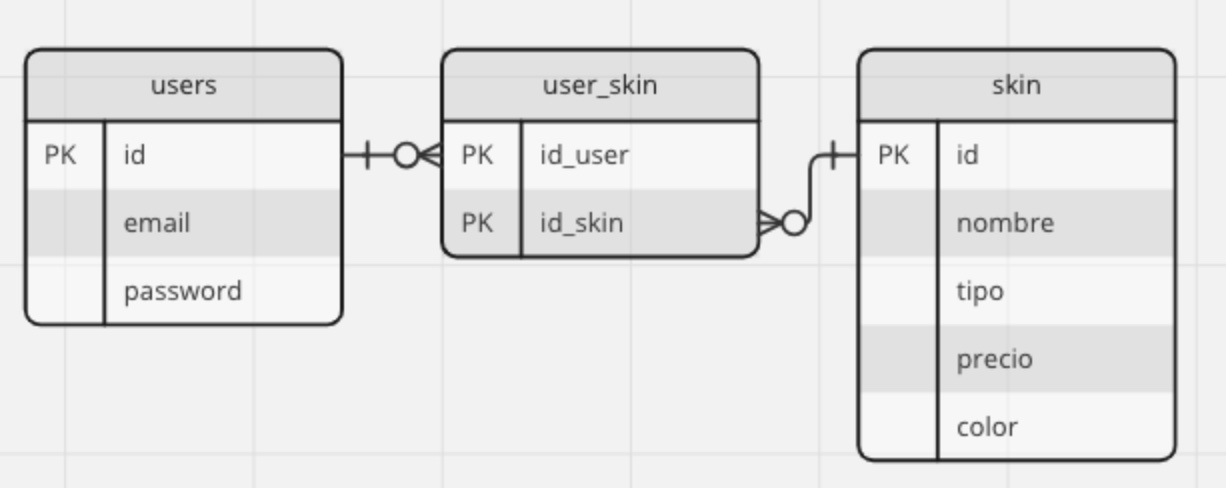 users
PK id
email
password
user_skin
PK id_user
PK id_skin
skin
PK id
nombre
tipo
precio
color